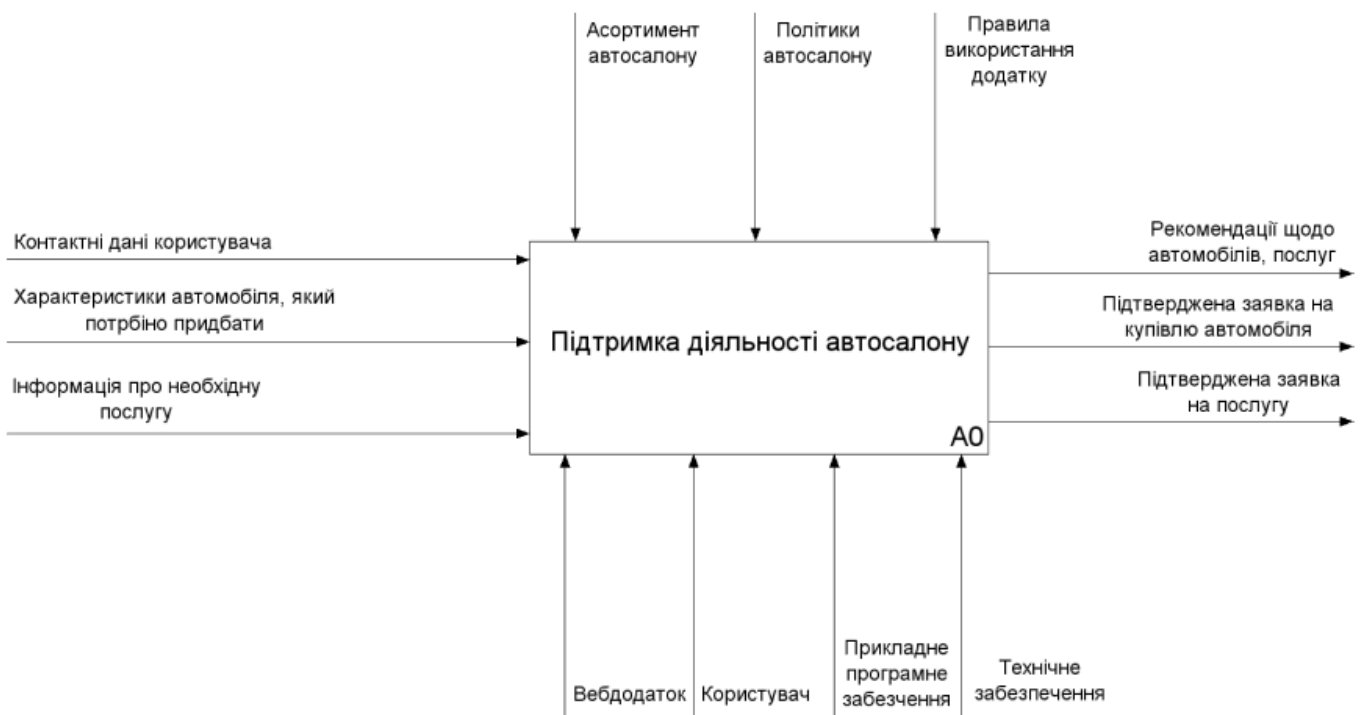 Асортимент
автосалону
Політики
автосалону
Правила
використання
додатку
Контактні дані користувача
Характеристики автомобіля, який
потрбіно придбати
Інформація про необхідну
послугу
Підтримка діяльності автосалону
A0
Рекомендації щодо
автомобілів, послуг
Підтверджена заявка на
купівлю автомобіля
Підтверджена заявка
на послугу
Вебдодаток
Користувач
Прикладне
програмне
забезчення
Технічне
забезпечення